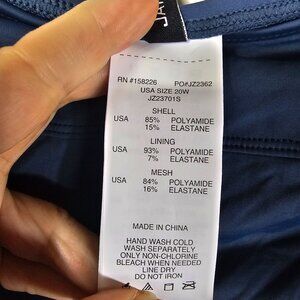 JAN
RN #158226 PO#JZ2362
USA SIZE 20W
JZ23701S
SHELL
USA 85% POLYAMIDE
15% ELASTANE
LINING
USA 93% POLYAMIDE
7% ELASTANE
MESH
USA 84% POLYAMIDE
16% ELASTANE
MADE IN CHINA
HAND WASH COLD
WASH SEPARATELY
ONLY NON-CHLORINE
BLEACH WHEN NEEDED
LINE DRY
DO NOT IRON